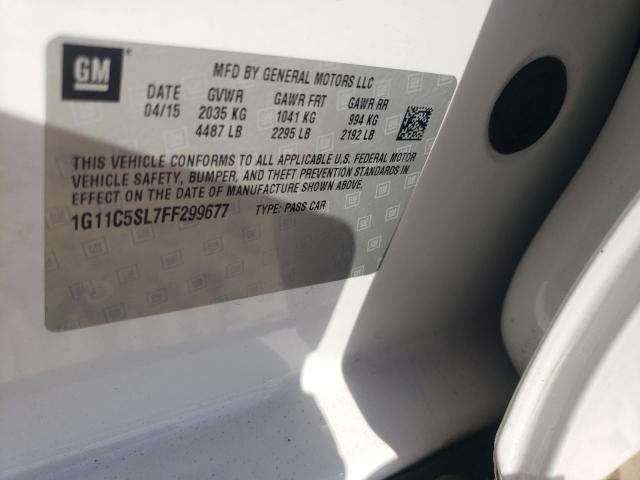 GM
MFD BY GENERAL MOTORS LLC
DATE GVWR GAWR FRT GAWR RR
04/15 2035 KG 1041 KG 994 KG
4487 LB 2295 LB 2192 LB
THIS VEHICLE CONFORMS TO ALL APPLICABLE U.S. FEDERAL MOTOR
VEHICLE SAFETY, BUMPER, AND THEFT PREVENTION STANDARDS IN
EFFECT ON THE DATE OF MANUFACTURE SHOWN ABOVE.
1G11C5SL7FF299677 TYPE: PASS CAR